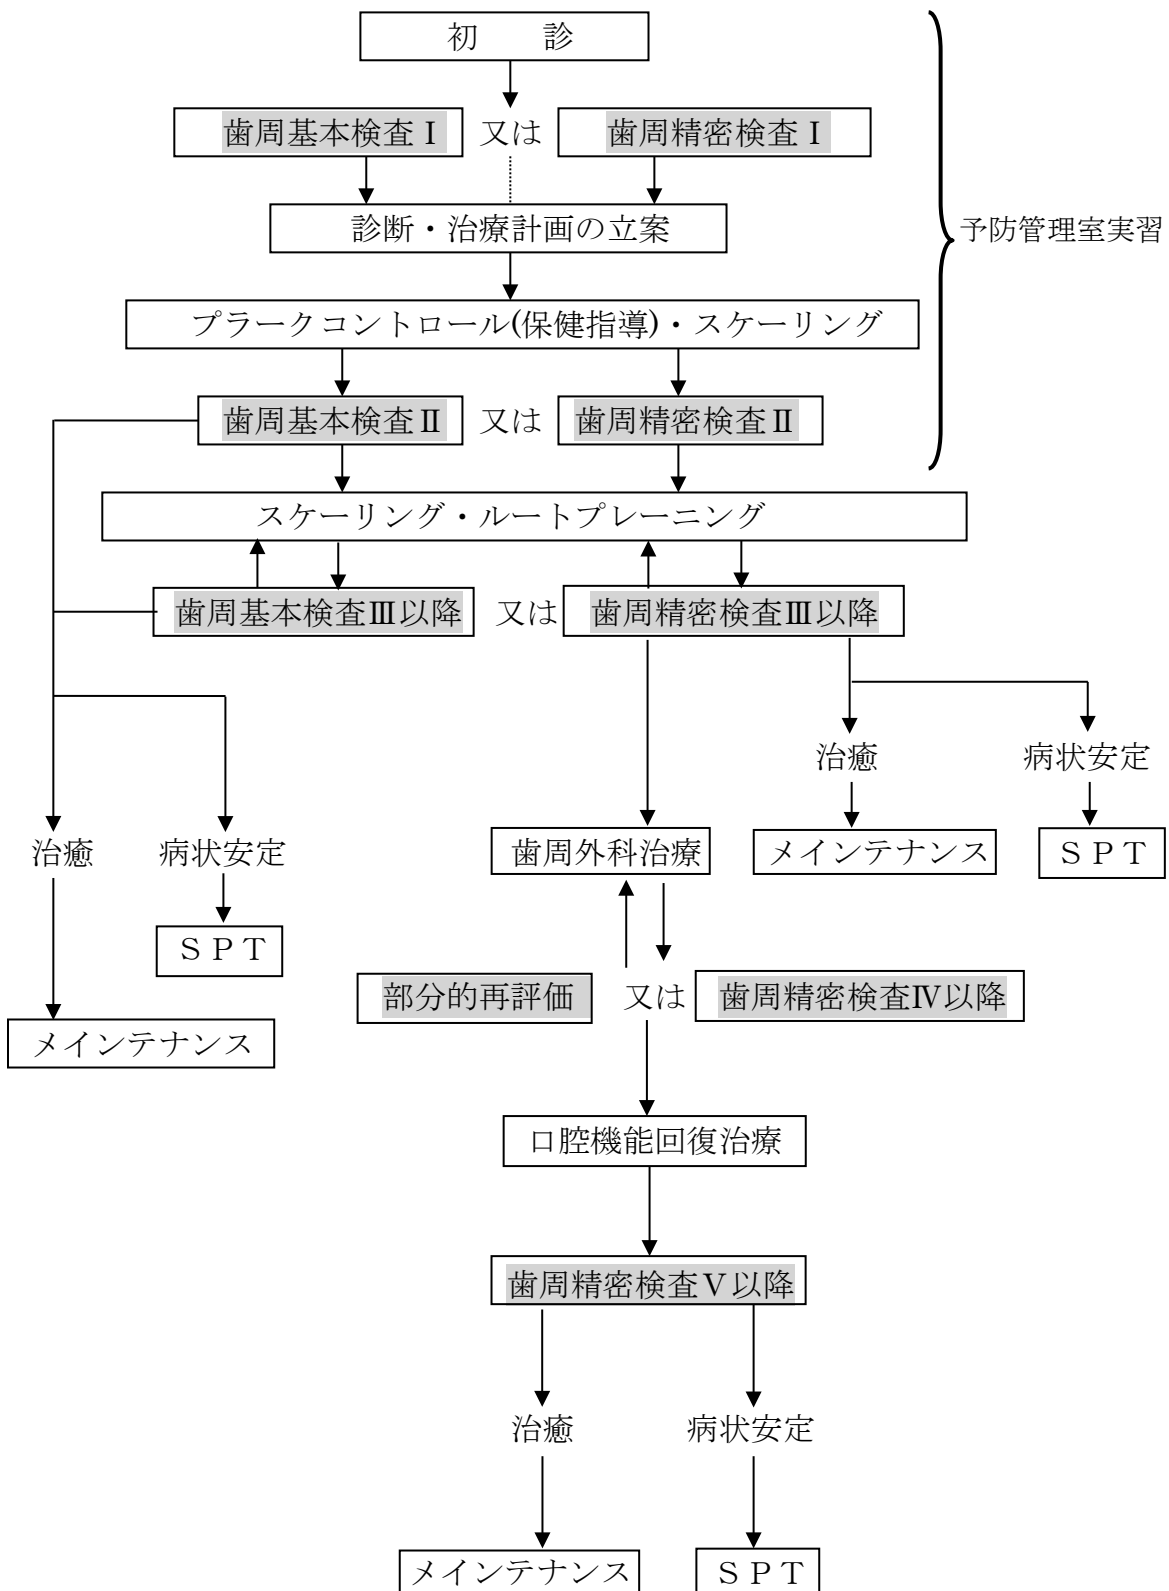 初　　診
歯周基本検査Ⅰ 又は 歯周精密検査Ⅰ
診断・治療計画の立案
予防管理室実習
プラークコントロール(保健指導)・スケーリング
歯周基本検査Ⅱ 又は 歯周精密検査Ⅱ
スケーリング・ルートプレーニング
歯周基本検査Ⅲ以降 又は 歯周精密検査Ⅲ以降
治癒 病状安定
治癒 病状安定
歯周外科治療 メインテナンス ＳＰＴ
ＳＰＴ
部分的再評価 又は 歯周精密検査Ⅳ以降
メインテナンス
口腔機能回復治療
歯周精密検査Ⅴ以降
治癒 病状安定
メインテナンス ＳＰＴ